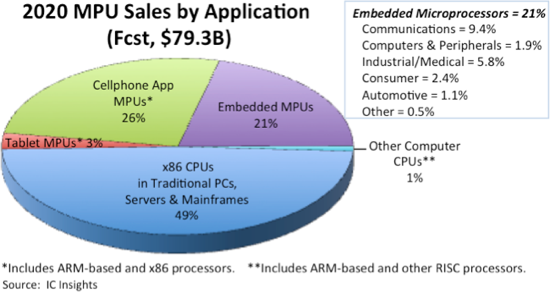 2020 MPU Sales by Application
(Fcst, $79.3B)
Embedded Microprocessors = 21%
Communications = 9.4%
Computers & Peripherals = 1.9%
Industrial/Medical = 5.8%
Consumer = 2.4%
Automotive = 1.1%
Other = 0.5%
Cellphone App
MPUs*
26%
Embedded MPUs
21%
Tablet MPUs* 3%
Other Computer
CPUs**
1%
x86 CPUs
in Traditional PCs,
Servers & Mainframes
49%
*Includes ARM-based and x86 processors. **Includes ARM-based and other RISC processors.
Source: IC Insights